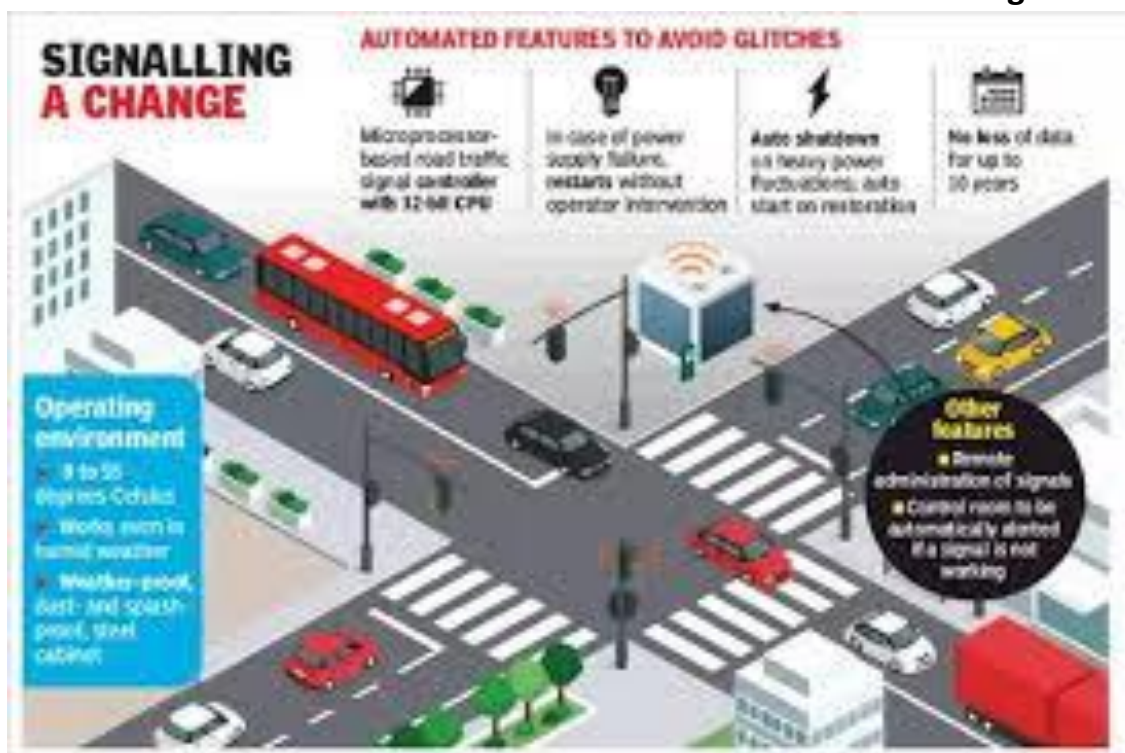 SIGNALLING
A CHANGE
AUTOMATED FEATURES TO AVOID GLITCHES
Microprocessor-
based road traffic
signal controller
with 32-bit CPU
In case of power
supply failure,
restarts without
operator intervention
Auto shutdown
on heavy power
fluctuations; auto
start on restoration
No loss of data
for up to
10 years
Operating
environment
degrees Celsius
Works even in
humid weather
Weather-proof,
dust- and splash-
proof, steel
cabinet
Other
features
Remote
administration of signals
Control room to be
automatically alerted
if a signal is not
working